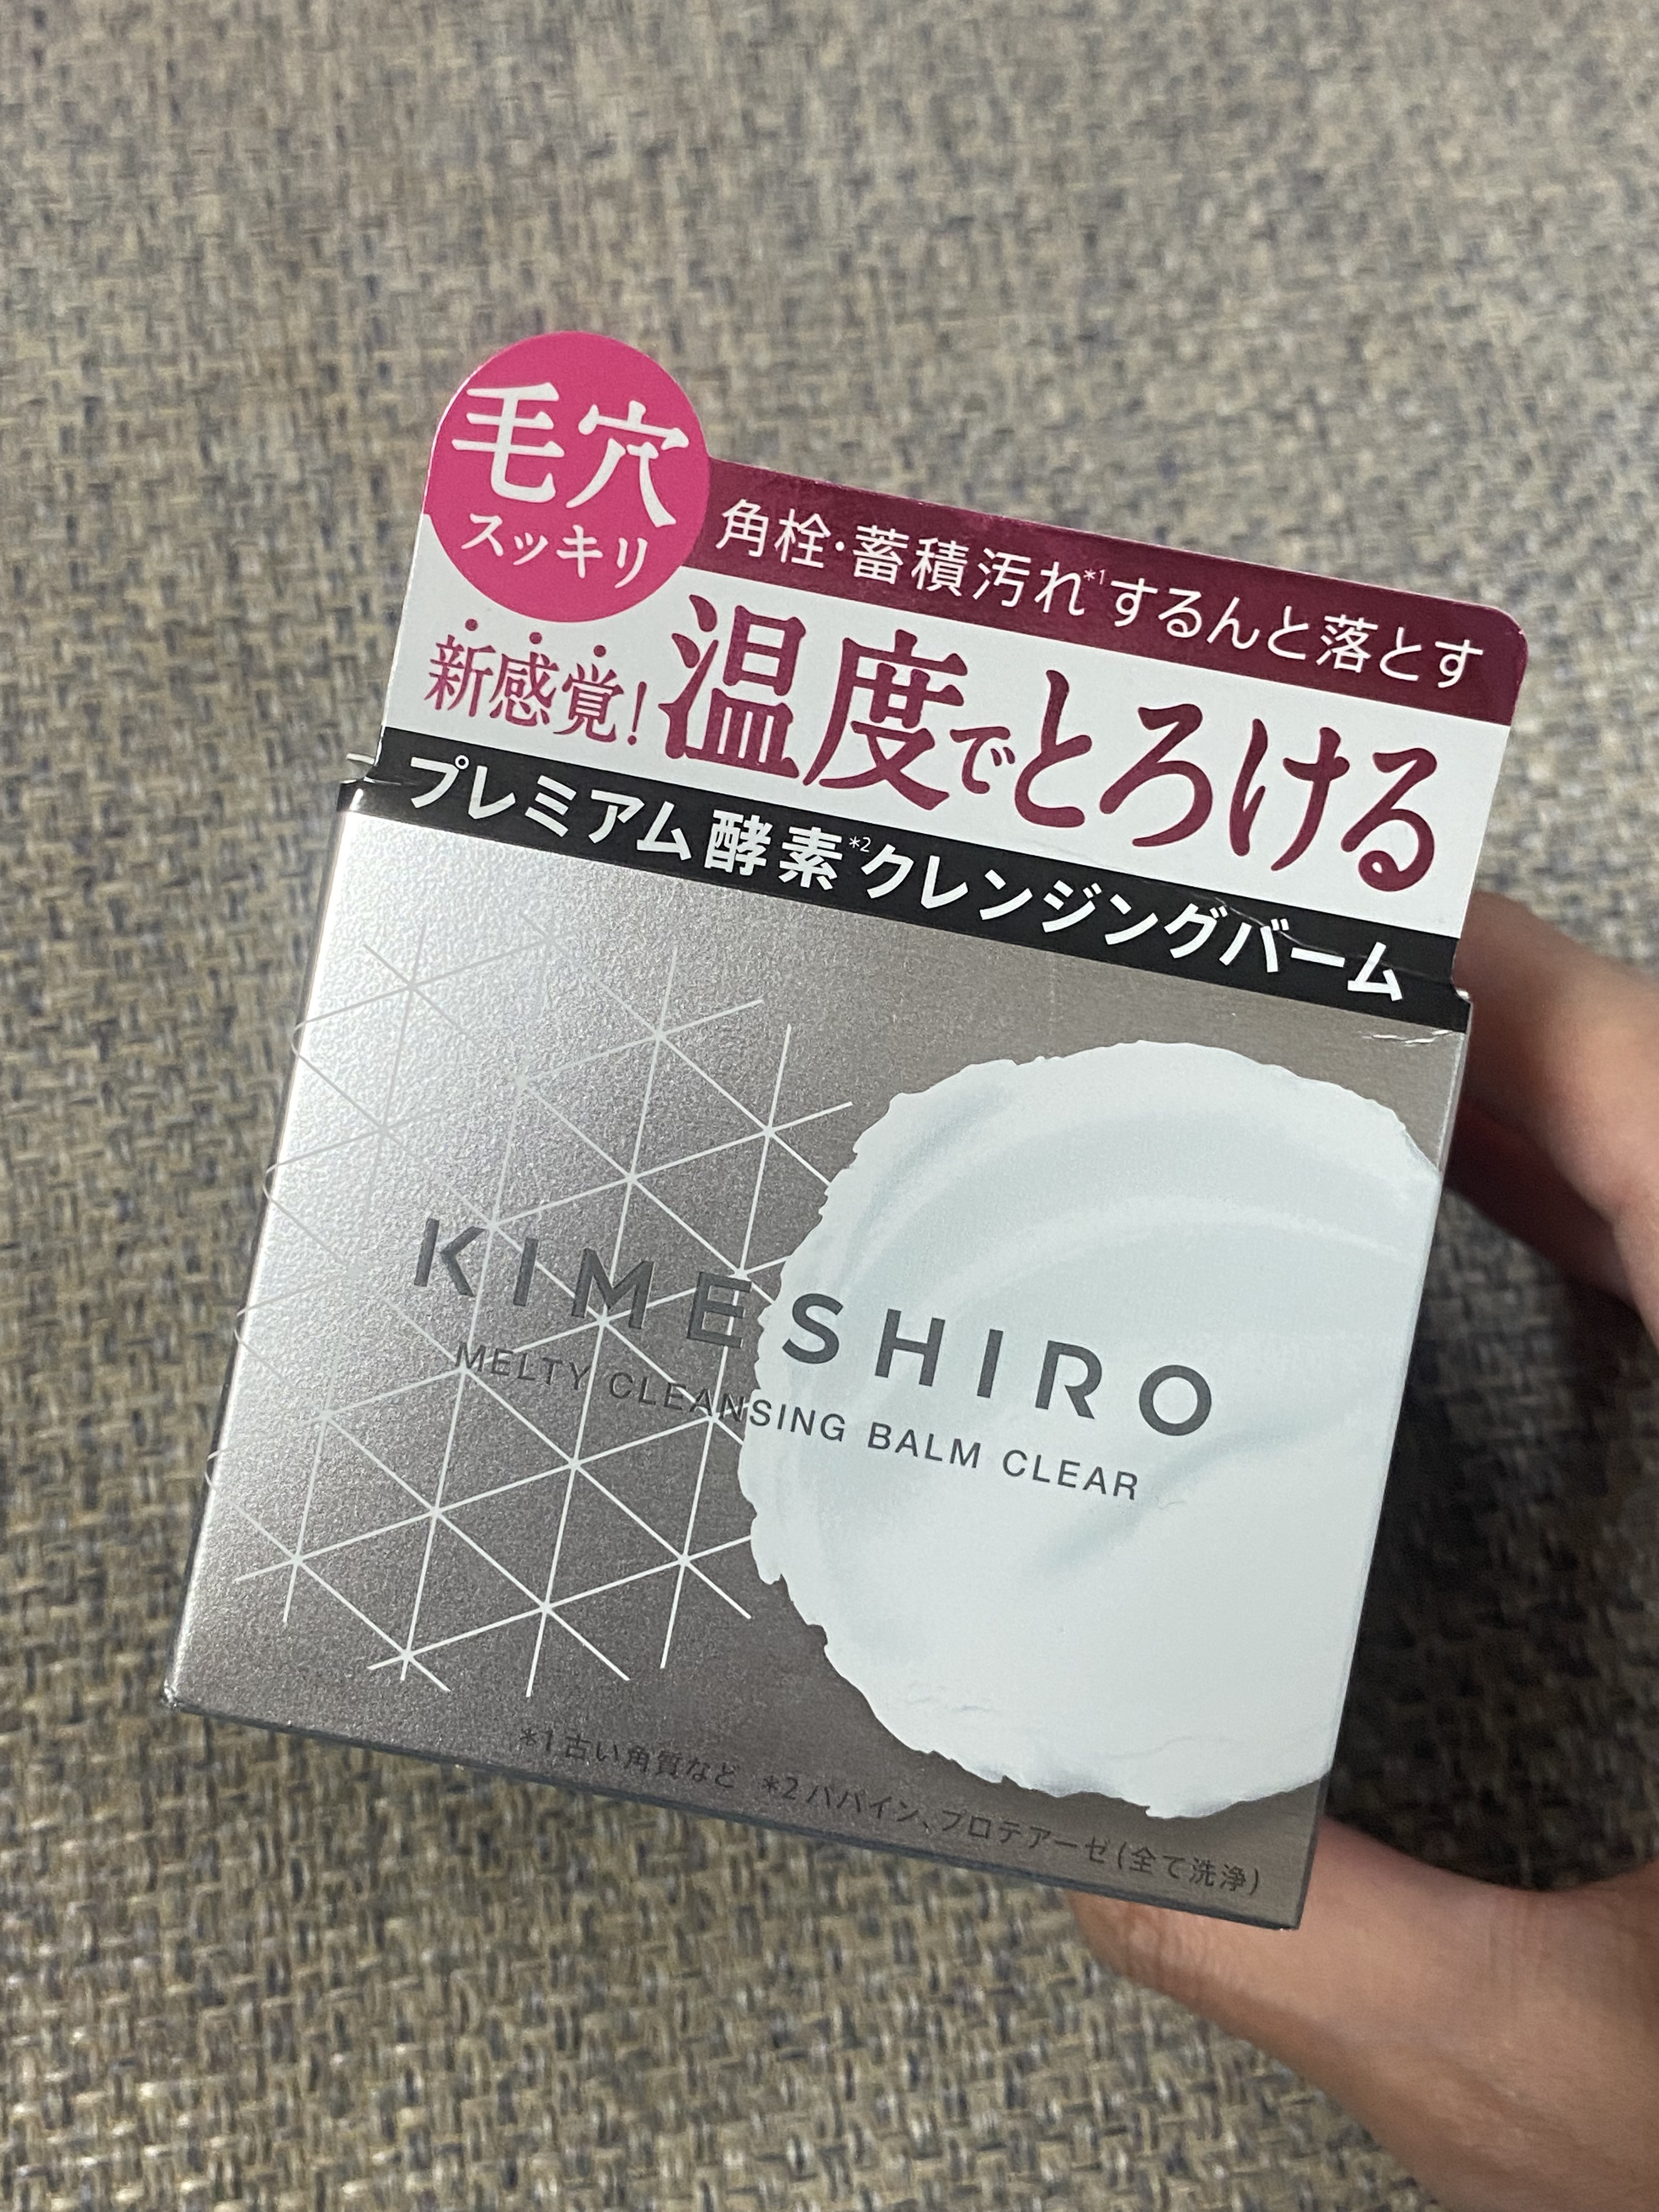 毛穴
スッキリ
角栓・蓄積汚れ*1するんと落とす
新感覚!温度でとろける
プレミアム酵素*2クレンジングバーム
KIMESHIRO
MELTY CLEANSING BALM CLEAR
*1 古い角質など *2 パパイン、プロテアーゼ(全て洗浄)